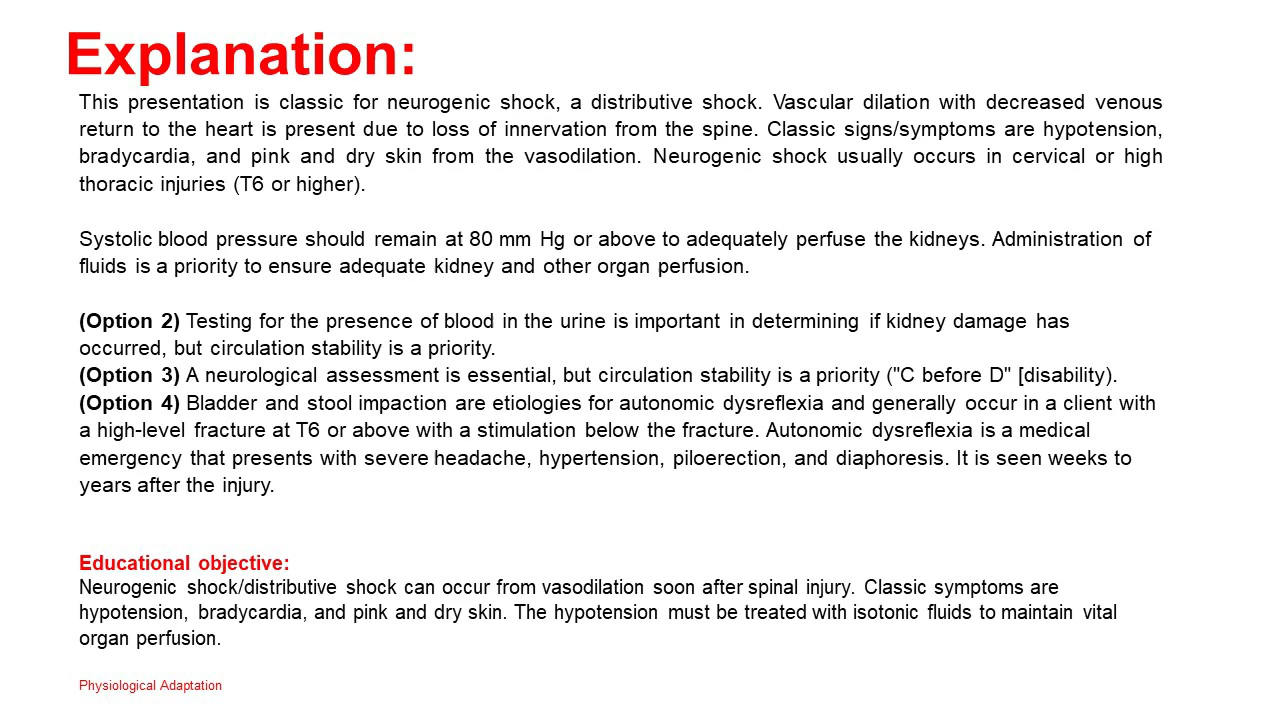 Explanation:
This presentation is classic for neurogenic shock, a distributive shock. Vascular dilation with decreased venous
return to the heart is present due to loss of innervation from the spine. Classic signs/symptoms are hypotension,
bradycardia, and pink and dry skin from the vasodilation. Neurogenic shock usually occurs in cervical or high
thoracic injuries (T6 or higher).
Systolic blood pressure should remain at 80 mm Hg or above to adequately perfuse the kidneys. Administration of
fluids is a priority to ensure adequate kidney and other organ perfusion.
(Option 2) Testing for the presence of blood in the urine is important in determining if kidney damage has
occurred, but circulation stability is a priority.
(Option 3) A neurological assessment is essential, but circulation stability is a priority ("C before D" [disability).
(Option 4) Bladder and stool impaction are etiologies for autonomic dysreflexia and generally occur in a client with
a high-level fracture at T6 or above with a stimulation below the fracture. Autonomic dysreflexia is a medical
emergency that presents with severe headache, hypertension, piloerection, and diaphoresis. It is seen weeks to
years after the injury.
Educational objective:
Neurogenic shock/distributive shock can occur from vasodilation soon after spinal injury. Classic symptoms are
hypotension, bradycardia, and pink and dry skin. The hypotension must be treated with isotonic fluids to maintain vital
organ perfusion.
Physiological Adaptation